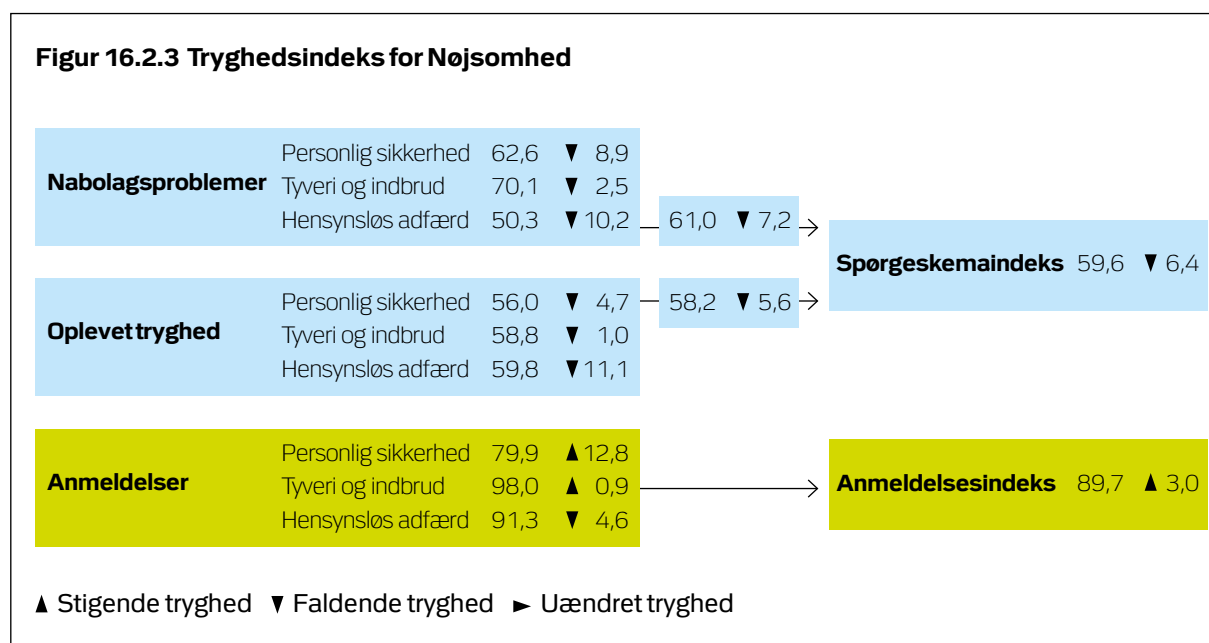 Figur 16.2.3 Tryghedsindeks for Nøjsomhed
Nabolagsproblemer
Personlig sikkerhed 62,6 ▼ 8,9
Tyveri og indbrud 70,1 ▼ 2,5
Hensynsløs adfærd 50,3 ▼ 10,2
61,0 ▼ 7,2
Oplevet tryghed
Personlig sikkerhed 56,0 ▼ 4,7
Tyveri og indbrud 58,8 ▼ 1,0
Hensynsløs adfærd 59,8 ▼ 11,1
58,2 ▼ 5,6
Spørgeskemaindeks 59,6 ▼ 6,4
Anmeldelser
Personlig sikkerhed 79,9 ▲ 12,8
Tyveri og indbrud 98,0 ▲ 0,9
Hensynsløs adfærd 91,3 ▼ 4,6
Anmeldelsesindeks 89,7 ▲ 3,0
▲ Stigende tryghed ▼ Faldende tryghed ► Uændret tryghed